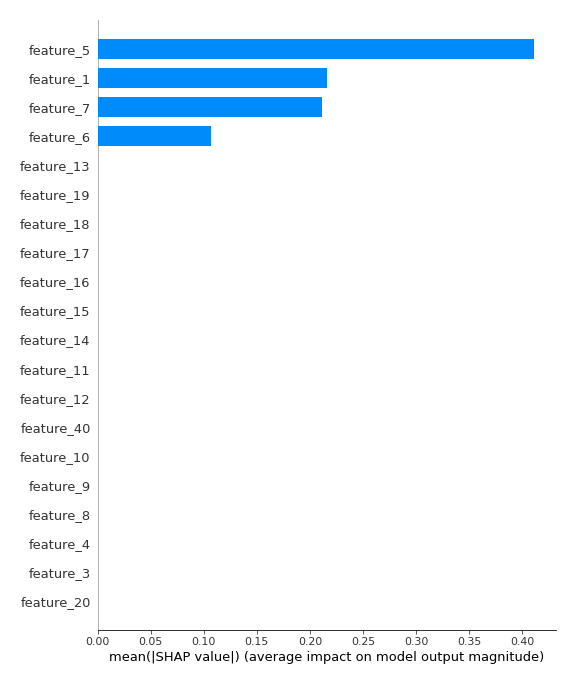 feature_5
feature_1
feature_7
feature_6
feature_13
feature_19
feature_18
feature_17
feature_16
feature_15
feature_14
feature_11
feature_12
feature_40
feature_10
feature_9
feature_8
feature_4
feature_3
feature_20
0.00 0.05 0.10 0.15 0.20 0.25 0.30 0.35 0.40
mean(|SHAP value|) (average impact on model output magnitude)